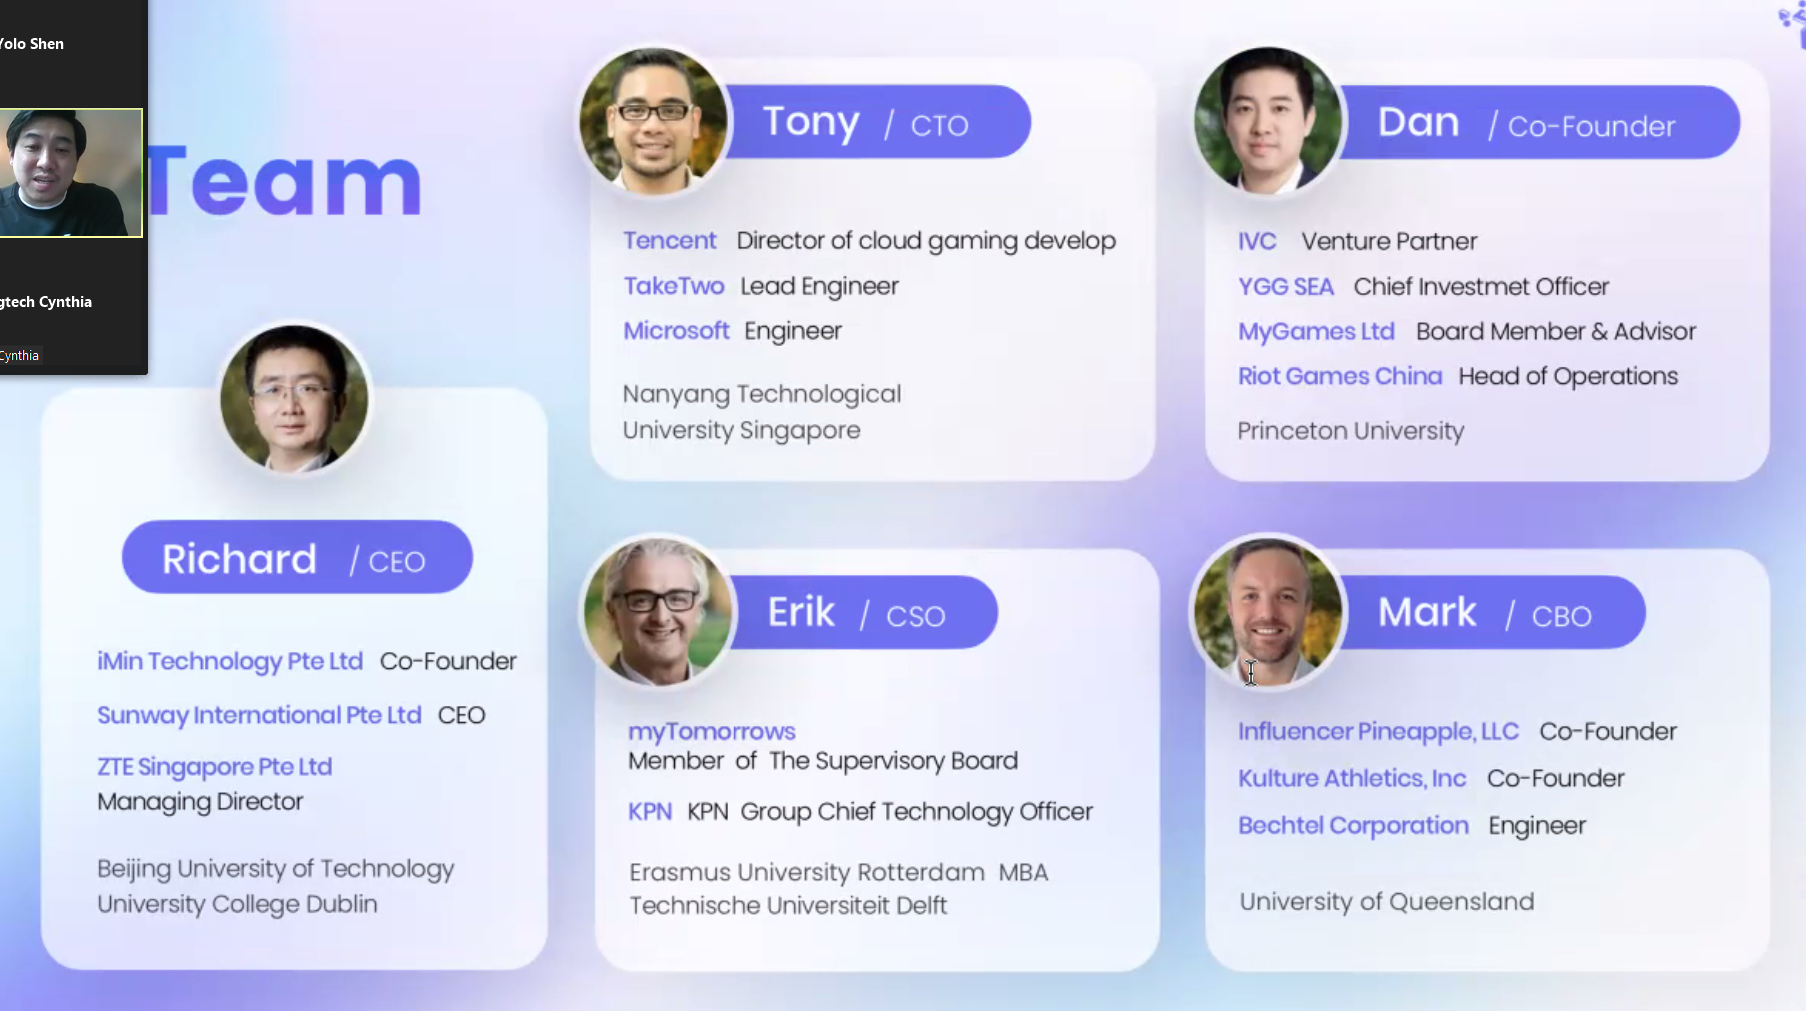 Yolo Shen
gtech Cynthia
Cynthia
Team
Richard / CEO
iMin Technology Pte Ltd Co-Founder
Sunway International Pte Ltd CEO
ZTE Singapore Pte Ltd
Managing Director
Beijing University of Technology
University College Dublin
Tony / CTO
Tencent Director of cloud gaming develop
TakeTwo Lead Engineer
Microsoft Engineer
Nanyang Technological
University Singapore
Dan / Co-Founder
IVC Venture Partner
YGG SEA Chief Investmet Officer
MyGames Ltd Board Member & Advisor
Riot Games China Head of Operations
Princeton University
Erik / CSO
myTomorrows
Member of The Supervisory Board
KPN KPN Group Chief Technology Officer
Erasmus University Rotterdam MBA
Technische Universiteit Delft
Mark / CBO
Influencer Pineapple, LLC Co-Founder
Kulture Athletics, Inc Co-Founder
Bechtel Corporation Engineer
University of Queensland